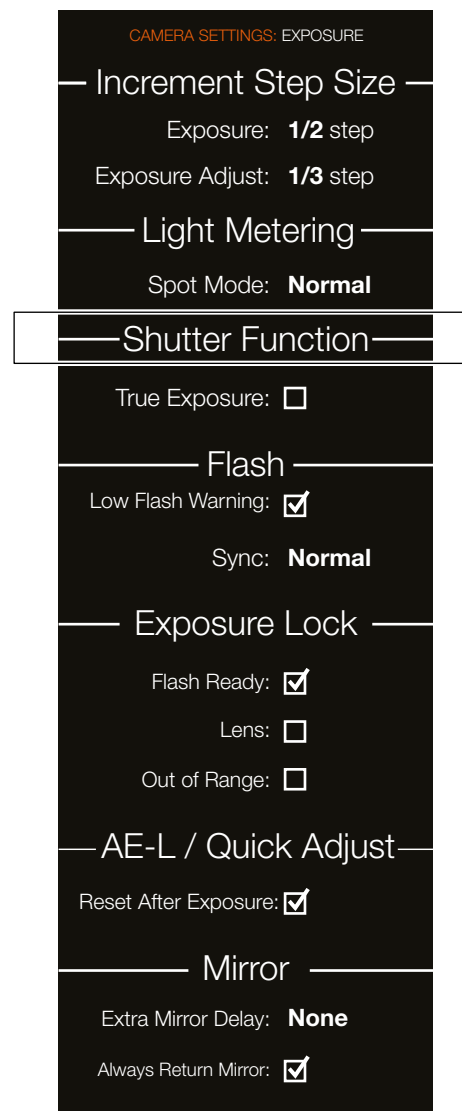 CAMERA SETTINGS: EXPOSURE
Increment Step Size
Exposure: 1/2 step
Exposure Adjust: 1/3 step
Light Metering
Spot Mode: Normal
Shutter Function
True Exposure:
Flash
Low Flash Warning:
Sync: Normal
Exposure Lock
Flash Ready:
Lens:
Out of Range:
AE-L / Quick Adjust
Reset After Exposure:
Mirror
Extra Mirror Delay: None
Always Return Mirror: